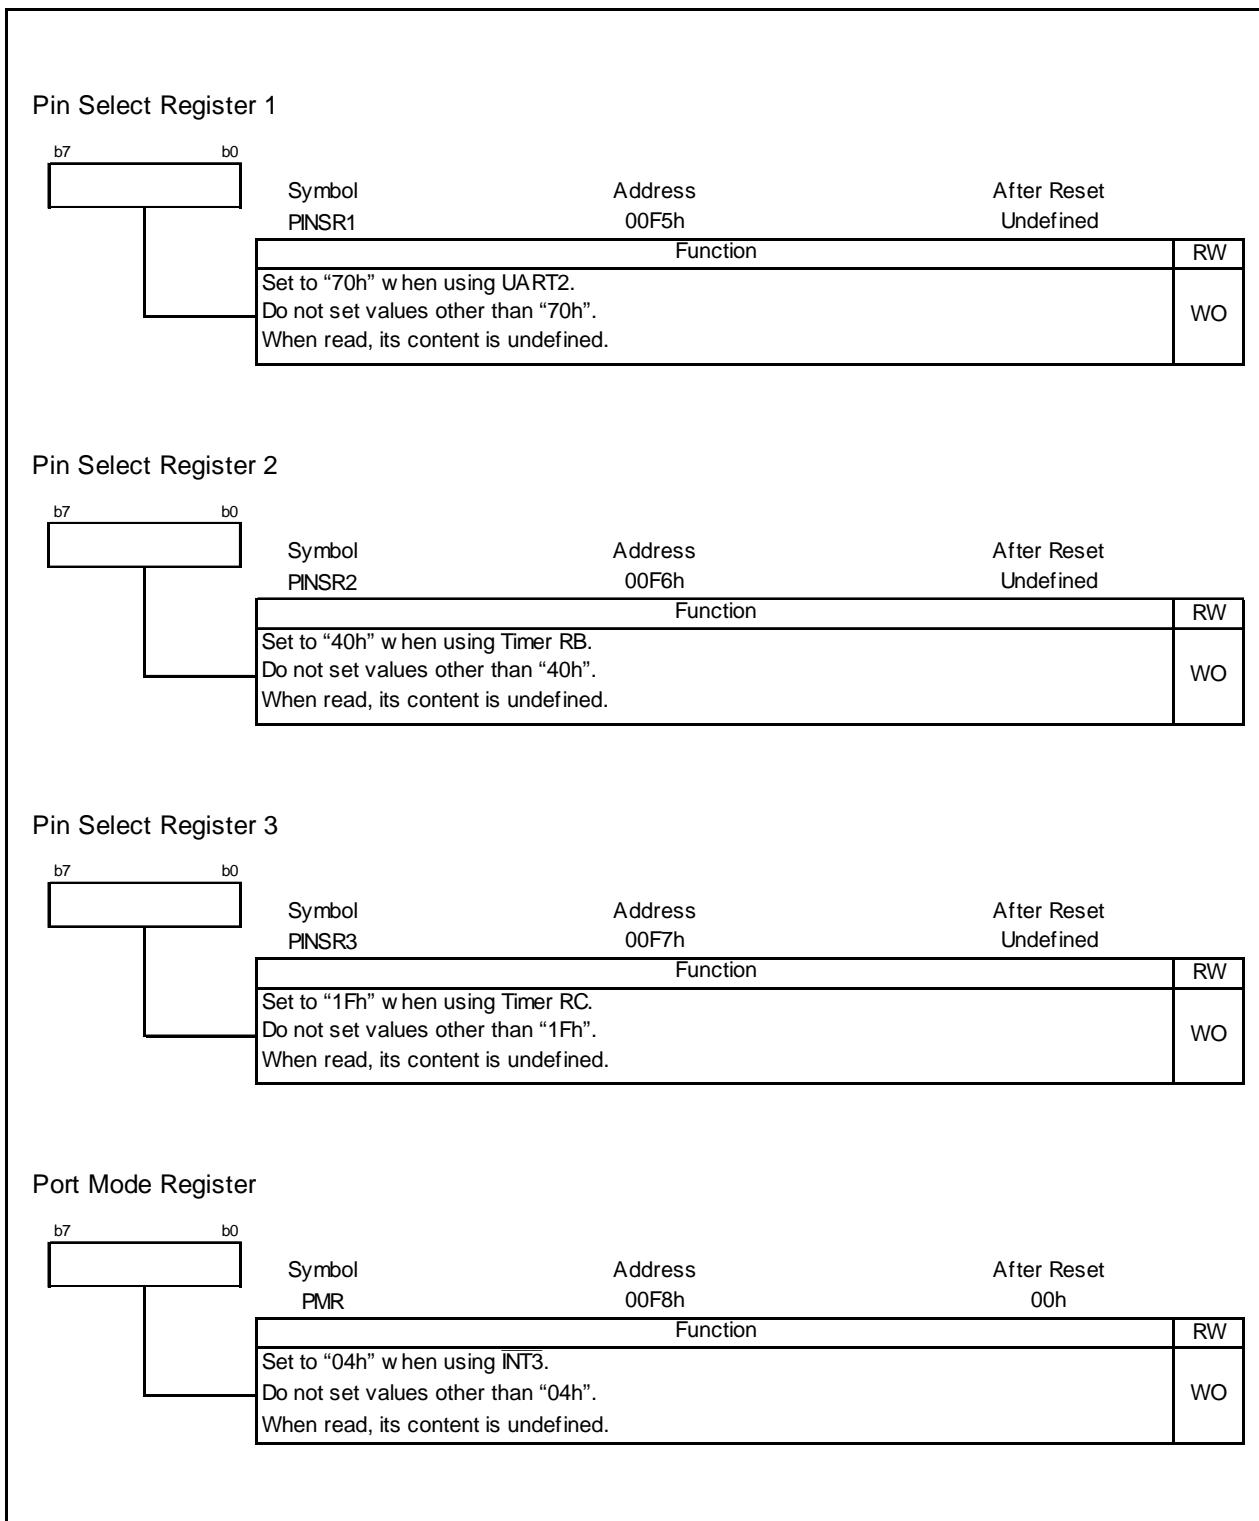 Pin Select Register 1
b7 b0
Symbol Address After Reset
PINSR1 00F5h Undefined
Function RW
Set to “70h” when using UART2.
Do not set values other than “70h”.
When read, its content is undefined.
WO
Pin Select Register 2
b7 b0
Symbol Address After Reset
PINSR2 00F6h Undefined
Function RW
Set to “40h” when using Timer RB.
Do not set values other than “40h”.
When read, its content is undefined.
WO
Pin Select Register 3
b7 b0
Symbol Address After Reset
PINSR3 00F7h Undefined
Function RW
Set to “1Fh” when using Timer RC.
Do not set values other than “1Fh”.
When read, its content is undefined.
WO
Port Mode Register
b7 b0
Symbol Address After Reset
PMR 00F8h 00h
Function RW
Set to “04h” when using I̅N̅T̅3̅.
Do not set values other than “04h”.
When read, its content is undefined.
WO